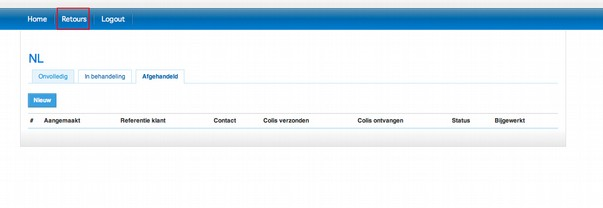 Home Retours Logout
NL
Onvolledig In behandeling Afgehandeld
Nieuw
# Aangemaakt Referentie klant Contact Colis verzonden Colis ontvangen Status Bijgewerkt